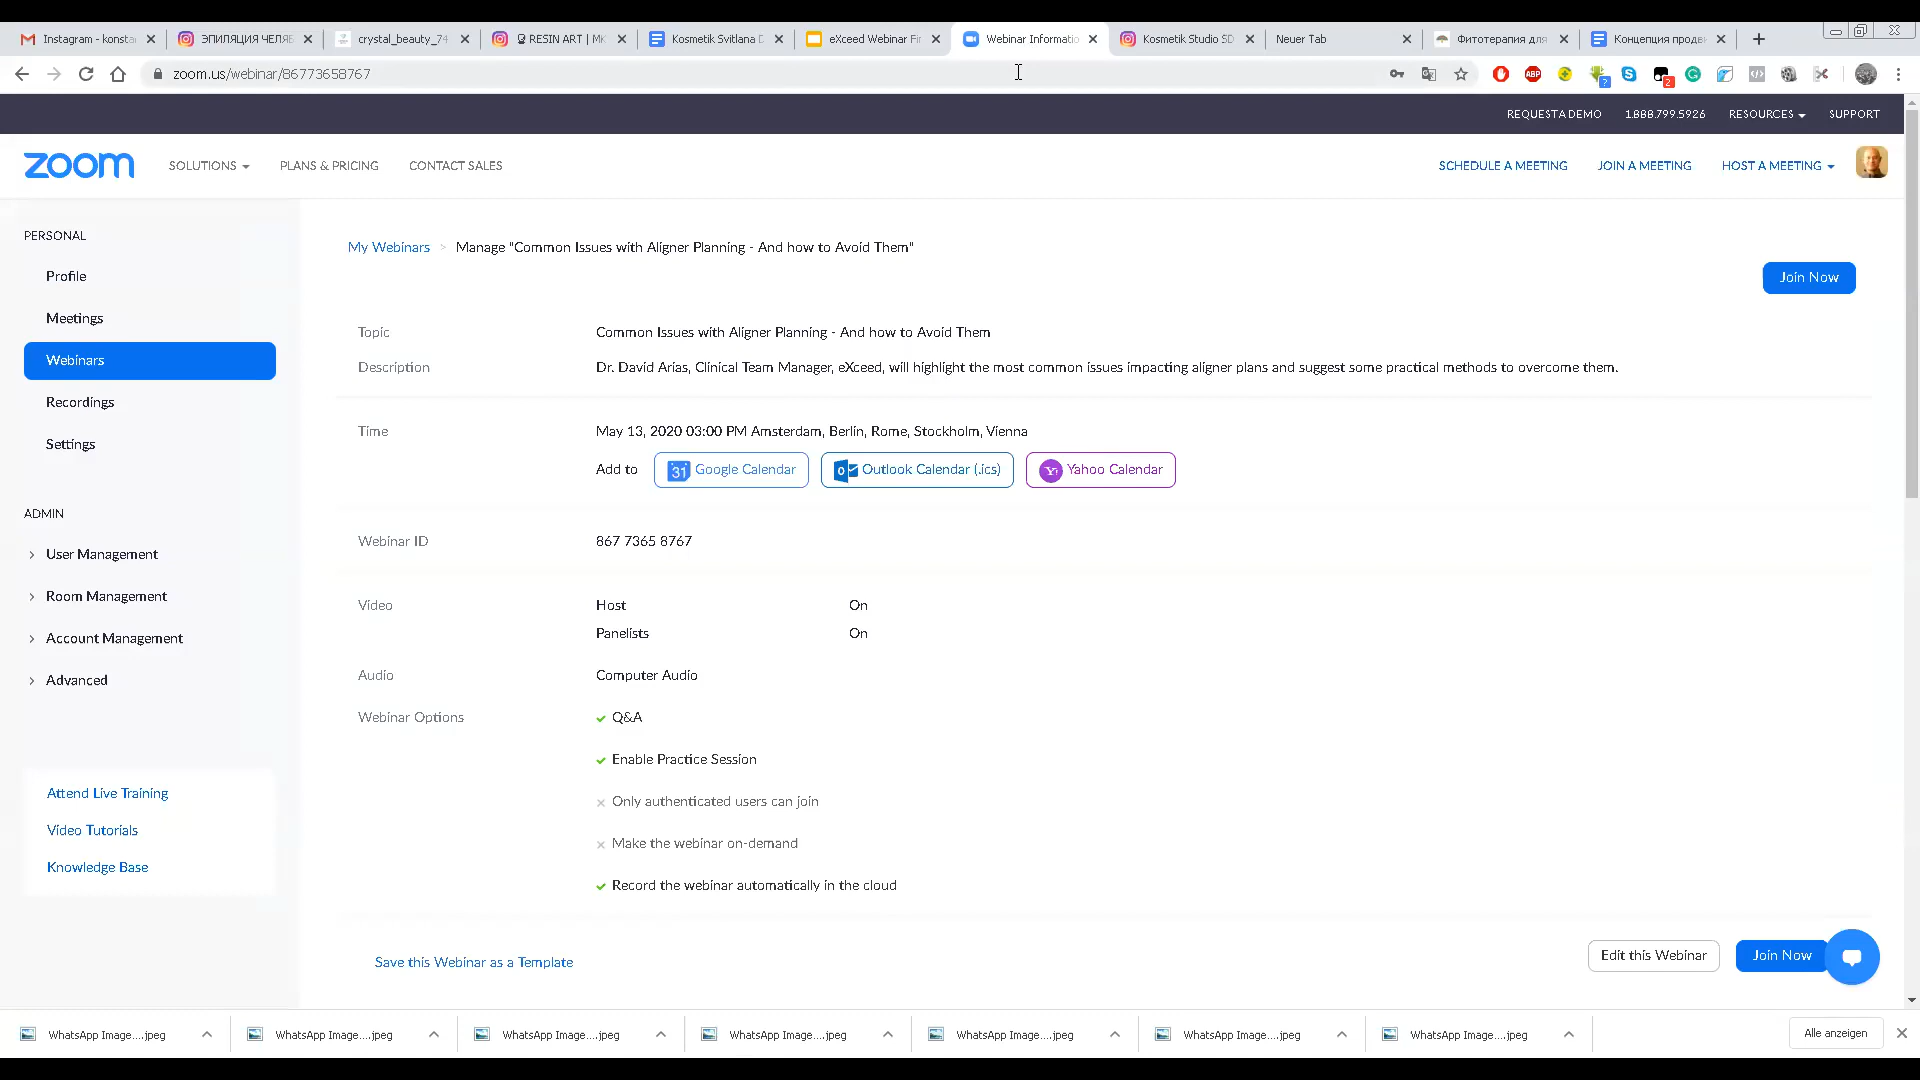 Instagram - konsta
ЭПИЛЯЦИЯ ЧЕЛЯБ
crystal_beauty_74
RESIN ART | МК
Kosmetik Svitlana D
eXceed Webinar Fir
Webinar Informatio
Kosmetik Studio SD
Neuer Tab
Фитотерапия для
Концепция продви
zoom.us/webinar/86773658767
ABP
2
REQUEST A DEMO
1.888.799.5926
RESOURCES
SUPPORT
zoom
SOLUTIONS
PLANS & PRICING
CONTACT SALES
SCHEDULE A MEETING
JOIN A MEETING
HOST A MEETING
PERSONAL
Profile
Meetings
Webinars
Recordings
Settings
ADMIN
User Management
Room Management
Account Management
Advanced
Attend Live Training
Video Tutorials
Knowledge Base
My Webinars > Manage "Common Issues with Aligner Planning - And how to Avoid Them"
Join Now
Topic
Common Issues with Aligner Planning - And how to Avoid Them
Description
Dr. David Arias, Clinical Team Manager, eXceed, will highlight the most common issues impacting aligner plans and suggest some practical methods to overcome them.
Time
May 13, 2020 03:00 PM Amsterdam, Berlin, Rome, Stockholm, Vienna
Add to
31 Google Calendar
Outlook Calendar (.ics)
Yahoo Calendar
Webinar ID
867 7365 8767
Video
Host On
Panelists On
Audio
Computer Audio
Webinar Options
Q&A
Enable Practice Session
Only authenticated users can join
Make the webinar on-demand
Record the webinar automatically in the cloud
Save this Webinar as a Template
Edit this Webinar
Join Now
WhatsApp Image....jpeg
WhatsApp Image....jpeg
WhatsApp Image....jpeg
WhatsApp Image....jpeg
WhatsApp Image....jpeg
WhatsApp Image....jpeg
WhatsApp Image....jpeg
Alle anzeigen